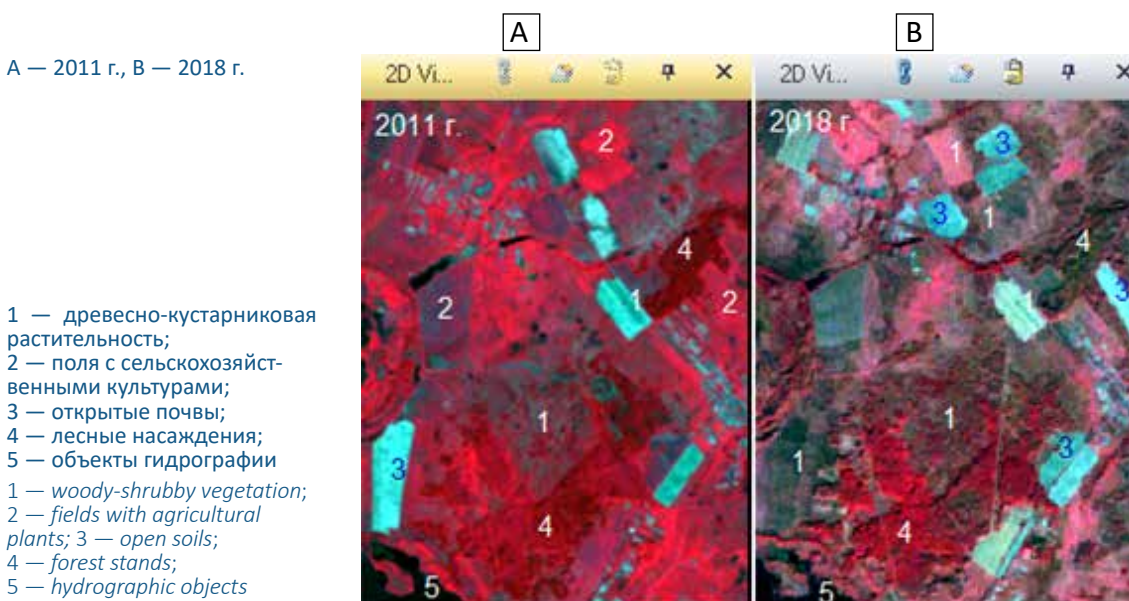 A
B
А — 2011 г., В — 2018 г.
2D Vi...
2D Vi...
2011 г.
2018 г.
2
1
3
3
1
4
4
2
1
2
3
1
1
3
1
3
4
4
5
5
1 — древесно-кустарниковая
растительность;
2 — поля с сельскохозяйст-
венными культурами;
3 — открытые почвы;
4 — лесные насаждения;
5 — объекты гидрографии
1 — woody-shrubby vegetation;
2 — fields with agricultural
plants; 3 — open soils;
4 — forest stands;
5 — hydrographic objects